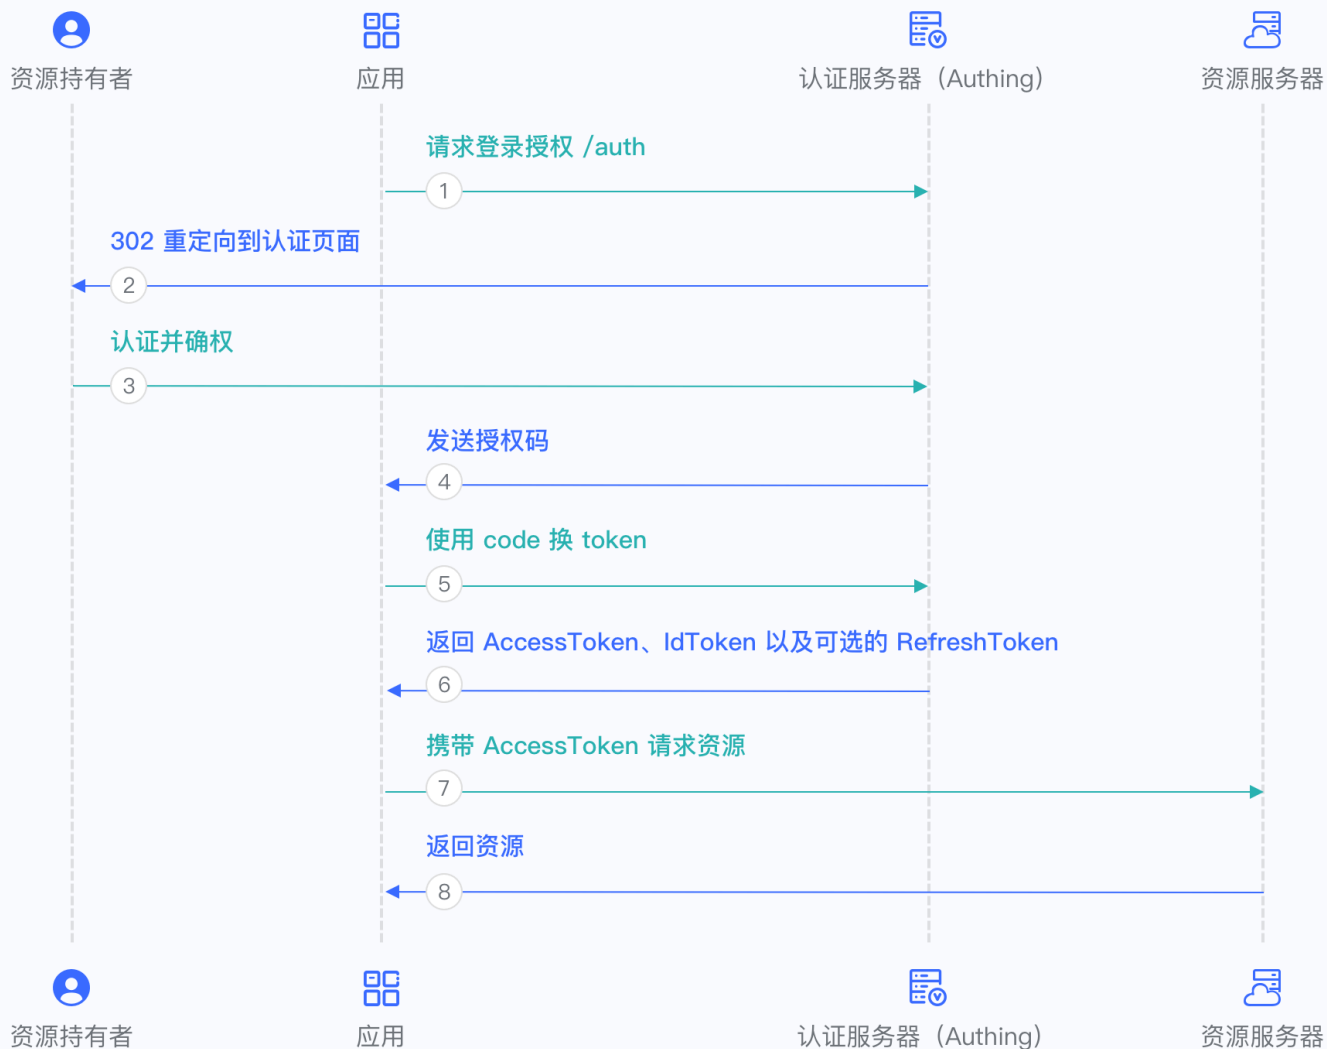 资源持有者
应用
认证服务器（Authing）
资源服务器
请求登录授权 /auth
1
302 重定向到认证页面
2
认证并确权
3
发送授权码
4
使用 code 换 token
5
返回 AccessToken、IdToken 以及可选的 RefreshToken
6
携带 AccessToken 请求资源
7
返回资源
8
资源持有者
应用
认证服务器（Authing）
资源服务器